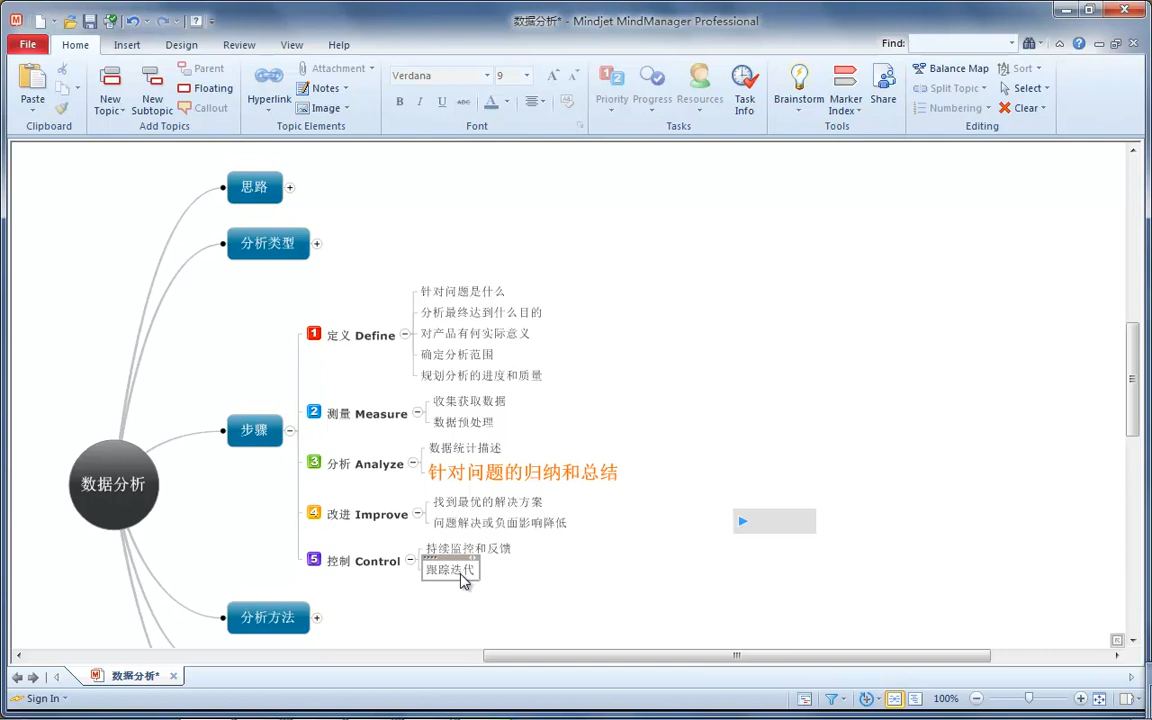 数据分析* - Mindjet MindManager Professional
File Home Insert Design Review View Help Find:
Paste
Clipboard
New Topic
New Subtopic
Parent
Floating
Callout
Add Topics
Hyperlink
Attachment
Notes
Image
Topic Elements
Verdana 9
B I U abc A
Font
Priority
Progress
Resources
Task Info
Tasks
Brainstorm
Marker Index
Share
Tools
Balance Map
Split Topic
Numbering
Sort
Select
Clear
Editing
思路
分析类型
针对问题是什么
分析最终达到什么目的
1 定义 Define
对产品有何实际意义
确定分析范围
规划分析的进度和质量
2 测量 Measure
收集获取数据
数据预处理
步骤
数据统计描述
3 分析 Analyze
针对问题的归纳和总结
数据分析
找到最优的解决方案
4 改进 Improve
问题解决或负面影响降低
持续监控和反馈
5 控制 Control
跟踪迭代
分析方法
数据分析*
Sign In
100%